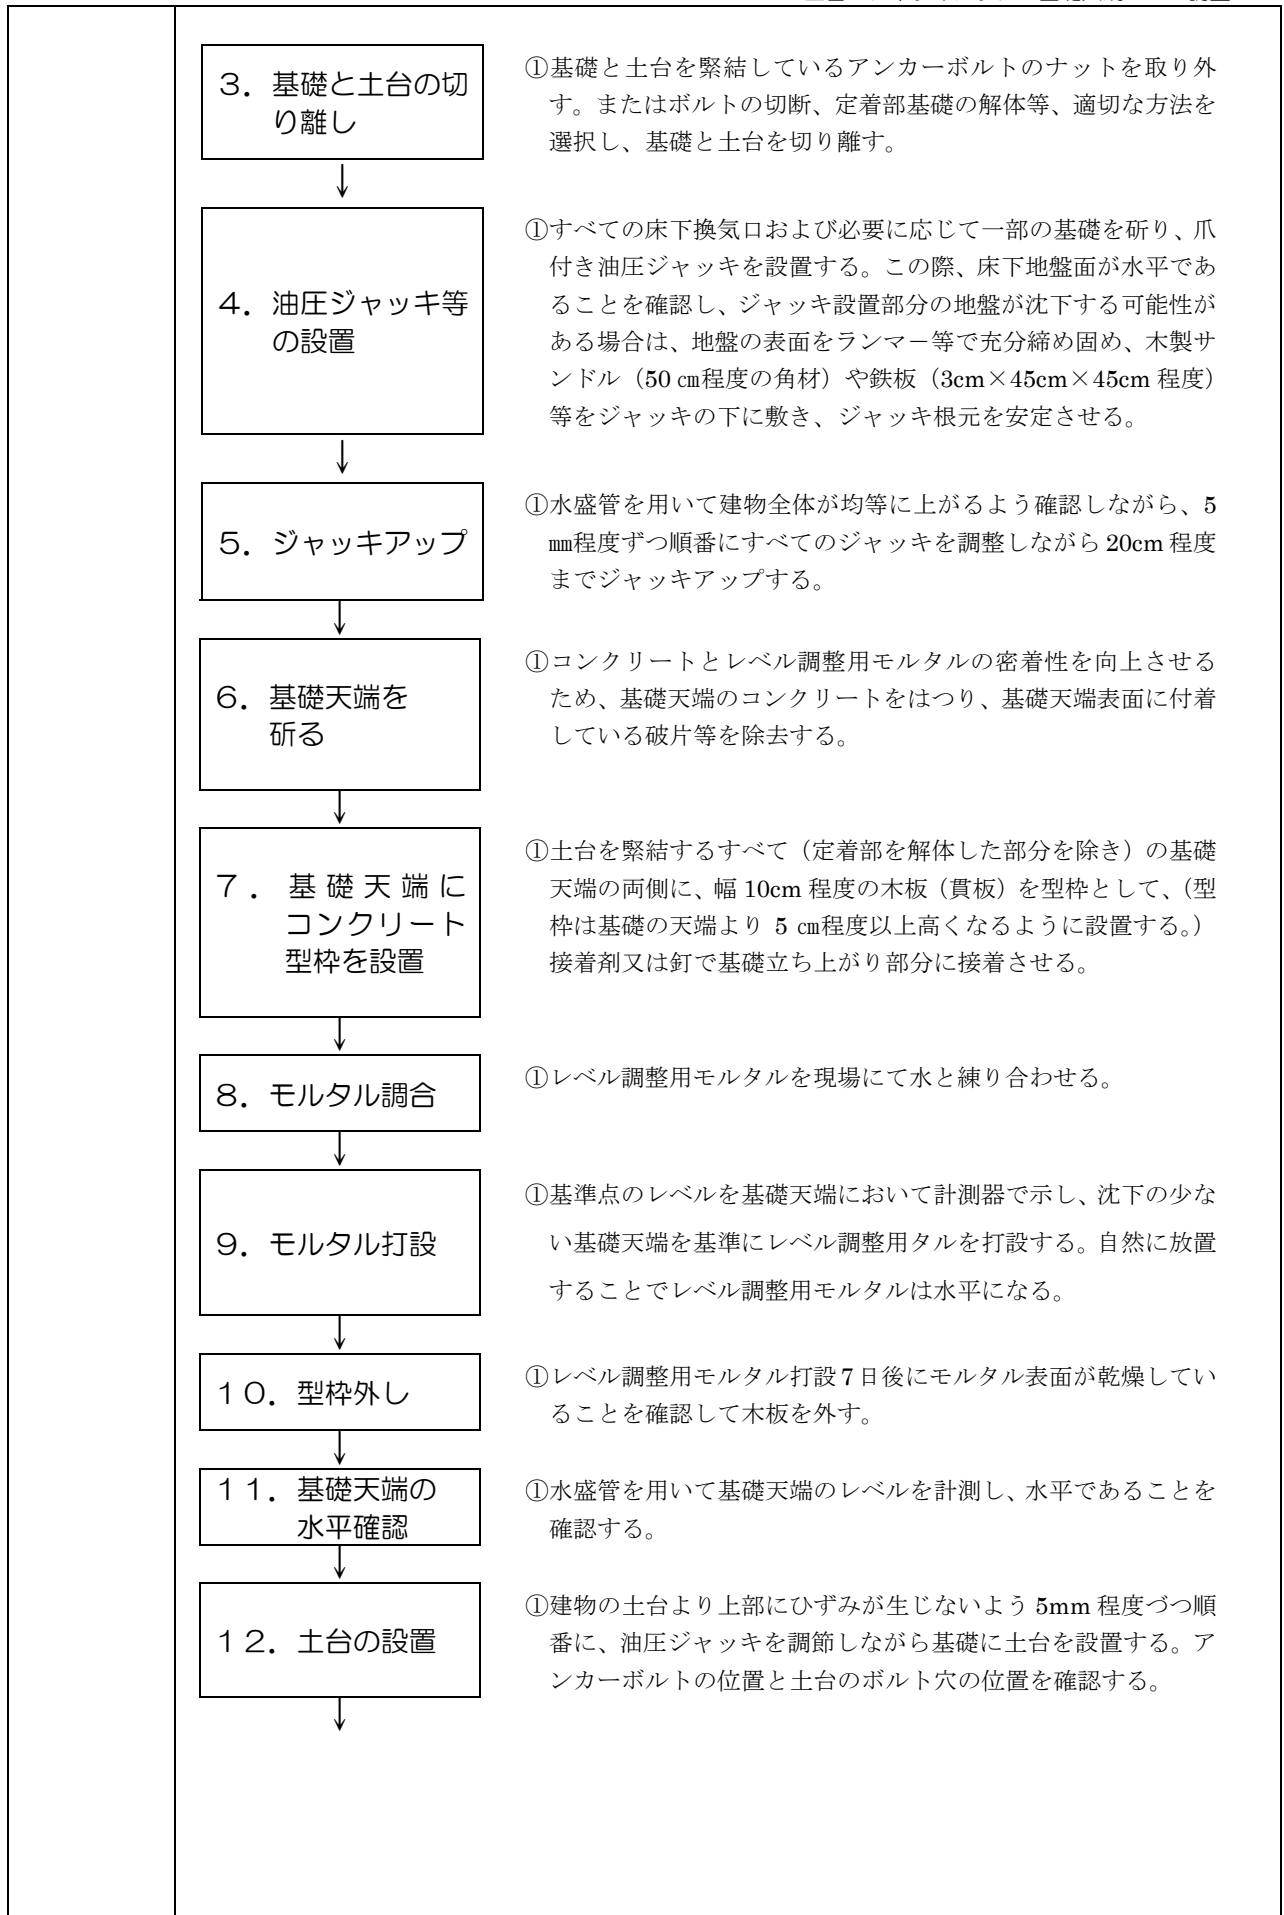 ３．基礎と土台の切
り離し
①基礎と土台を緊結しているアンカーボルトのナットを取り外
す。またはボルトの切断、定着部基礎の解体等、適切な方法を
選択し、基礎と土台を切り離す。
↓
４．油圧ジャッキ等
の設置
①すべての床下換気口および必要に応じて一部の基礎を斫り、爪
付き油圧ジャッキを設置する。この際、床下地盤面が水平であ
ることを確認し、ジャッキ設置部分の地盤が沈下する可能性が
ある場合は、地盤の表面をランマ－等で充分締め固め、木製サ
ンドル（50 ㎝程度の角材）や鉄板（3cm×45cm×45cm 程度）
等をジャッキの下に敷き、ジャッキ根元を安定させる。
↓
５．ジャッキアップ
①水盛管を用いて建物全体が均等に上がるよう確認しながら、5
㎜程度ずつ順番にすべてのジャッキを調整しながら 20cm 程度
までジャッキアップする。
↓
６．基礎天端を
斫る
①コンクリートとレベル調整用モルタルの密着性を向上させる
ため、基礎天端のコンクリートをはつり、基礎天端表面に付着
している破片等を除去する。
↓
７．基礎天端に
コンクリート
型枠を設置
①土台を緊結するすべて（定着部を解体した部分を除き）の基礎
天端の両側に、幅 10cm 程度の木板（貫板）を型枠として、（型
枠は基礎の天端より 5 ㎝程度以上高くなるように設置する。）
接着剤又は釘で基礎立ち上がり部分に接着させる。
↓
８．モルタル調合
①レベル調整用モルタルを現場にて水と練り合わせる。
↓
９．モルタル打設
①基準点のレベルを基礎天端において計測器で示し、沈下の少な
い基礎天端を基準にレベル調整用タルを打設する。自然に放置
することでレベル調整用モルタルは水平になる。
↓
１０．型枠外し
①レベル調整用モルタル打設 7 日後にモルタル表面が乾燥してい
ることを確認して木板を外す。
↓
１１．基礎天端の
水平確認
①水盛管を用いて基礎天端のレベルを計測し、水平であることを
確認する。
↓
１２．土台の設置
①建物の土台より上部にひずみが生じないよう 5mm 程度づつ順
番に、油圧ジャッキを調節しながら基礎に土台を設置する。ア
ンカーボルトの位置と土台のボルト穴の位置を確認する。
↓